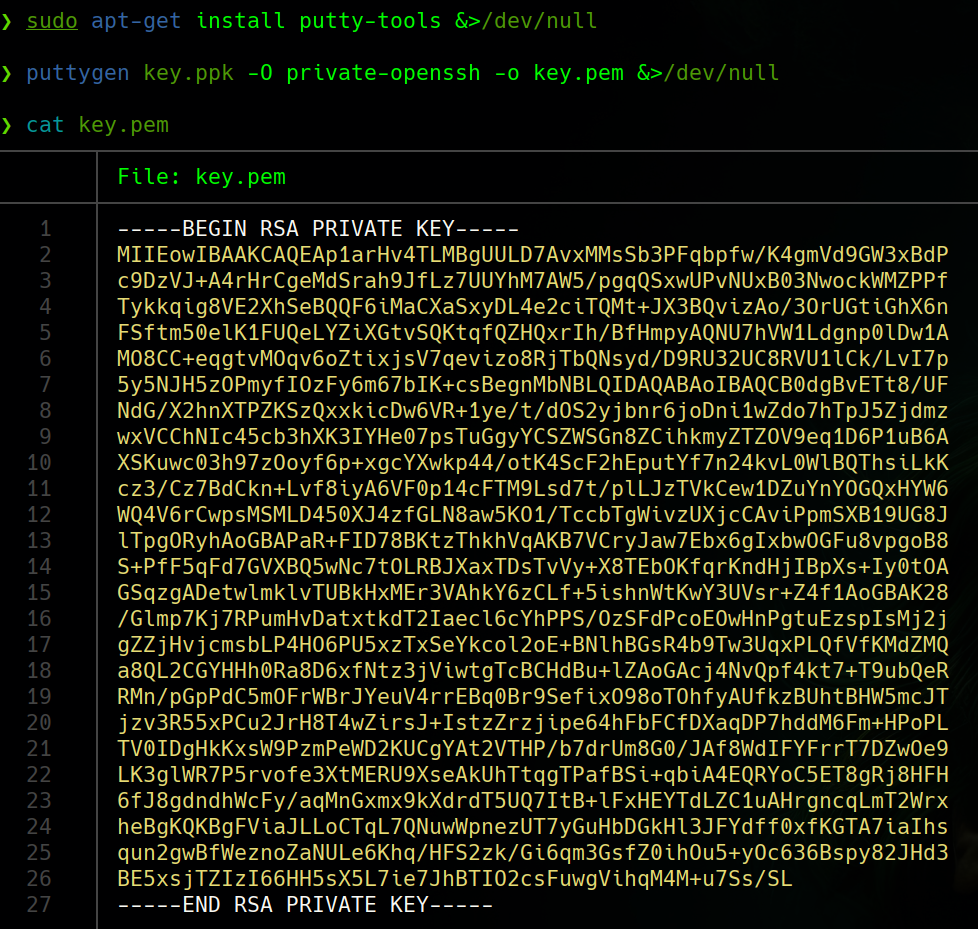 ❯ sudo apt-get install putty-tools &>/dev/null
❯ puttygen key.ppk -O private-openssh -o key.pem &>/dev/null
❯ cat key.pem
File: key.pem
1 -----BEGIN RSA PRIVATE KEY-----
2 MIIEowIBAAKCAQEAp1arHv4TLMBgUULD7AvxMMsSb3PFqbpfw/K4gmVd9GW3xBdP
3 c9DzVJ+A4rHrCgeMdSrah9JfLz7UUYhM7AW5/pgqQSxwUPvNUxB03NwockWMZPPf
4 Tykkqig8VE2XhSeBQQF6iMaCXaSxyDL4e2ciTQMt+JX3BQvizAo/3OrUGtiGhX6n
5 FSftm50elK1FUQeLYZiXGtvSQKtqfQZHQxrIh/BfHmpyAQNU7hVW1Ldgnp0lDw1A
6 MO8CC+eqgtvMOqv6oZtixjsV7qevizo8RjTbQNsyd/D9RU32UC8RVU1lCk/LvI7p
7 5y5NJH5zOPmyfIOzFy6m67bIK+csBegnMbNBLQIDAQABAoIBAQCB0dgBvETt8/UF
8 NdG/X2hnXTPZKSzQxxkicDw6VR+1ye/t/dOS2yjbnr6joDni1wZdo7hTpJ5Zjdmz
9 wxVCChNIc45cb3hXK3IYHe07psTuGgyYCSZWSGn8ZCihkmyZTZOV9eq1D6P1uB6A
10 XSKuwc03h97zOoyf6p+xgcYXwkp44/otK4ScF2hEputYf7n24kvL0WlBQThsiLkK
11 cz3/Cz7BdCkn+Lvf8iyA6VF0p14cFTM9Lsd7t/plLJzTVkCew1DZuYnYOGQxHYW6
12 WQ4V6rCwpsMSMLD450XJ4zfGLN8aw5KO1/TccbTgWivzUXjcCAviPpmSXB19UG8J
13 lTpgORyhAoGBAPaR+FID78BKtzThkhVqAKB7VCryJaw7Ebx6gIxbwOGFu8vpgoB8
14 S+PfF5qFd7GVXBQ5wNc7tOLRBJXaxTDsTvVy+X8TEbOKfqrKndHjIBpXs+Iy0tOA
15 GSqzgADetwlmklvTUBkHxMEr3VAhkY6zCLf+5ishnWtKwY3UVsr+Z4f1AoGBAK28
16 /Glmp7Kj7RPumHvDatxtkdT2Iaecl6cYhPPS/OzSFdPcoEOwHnPgtuEzspIsMj2j
17 gZZjHvjcmsbLP4HO6PU5xzTxSeYkcol2oE+BNlhBGsR4b9Tw3UqxPLQfVfKMdZMQ
18 a8QL2CGYHHh0Ra8D6xfNtz3jViwtgTcBCHdBu+lZAoGAcj4NvQpf4kt7+T9ubQeR
19 RMn/pGpPdC5mOFrWBrJYeuV4rrEBq0Br9SefixO98oTOhfyAUfkzBUhtBHW5mcJT
20 jzv3R55xPCu2JrH8T4wZirsJ+IstzZrzjipe64hFbFCfDXaqDP7hddM6Fm+HPoPL
21 TV0IDgHkKxsW9PzmPeWD2KUCgYAt2VTHP/b7drUm8G0/JAf8WdIFYFrrT7DZwOe9
22 LK3glWR7P5rvofe3XtMERU9XseAkUhTtqgTPafBSi+qbiA4EQRYoC5ET8gRj8HFH
23 6fJ8gdndhWcFy/aqMnGxmx9kXdrdT5UQ7ItB+lFxHEYTdLZC1uAHrgncqLmT2Wrx
24 heBgKQKBgFViaJLLoCTqL7QNuwWpnezUT7yGuHbDGkHl3JFYdff0xfKGTA7iaIhs
25 qun2gwBfWeznoZaNULe6Khq/HFS2zk/Gi6qm3GsfZ0ihOu5+yOc636Bspy82JHd3
26 BE5xsjTZIzI66HH5sX5L7ie7JhBTIO2csFuwgVihqM4M+u7Ss/SL
27 -----END RSA PRIVATE KEY-----